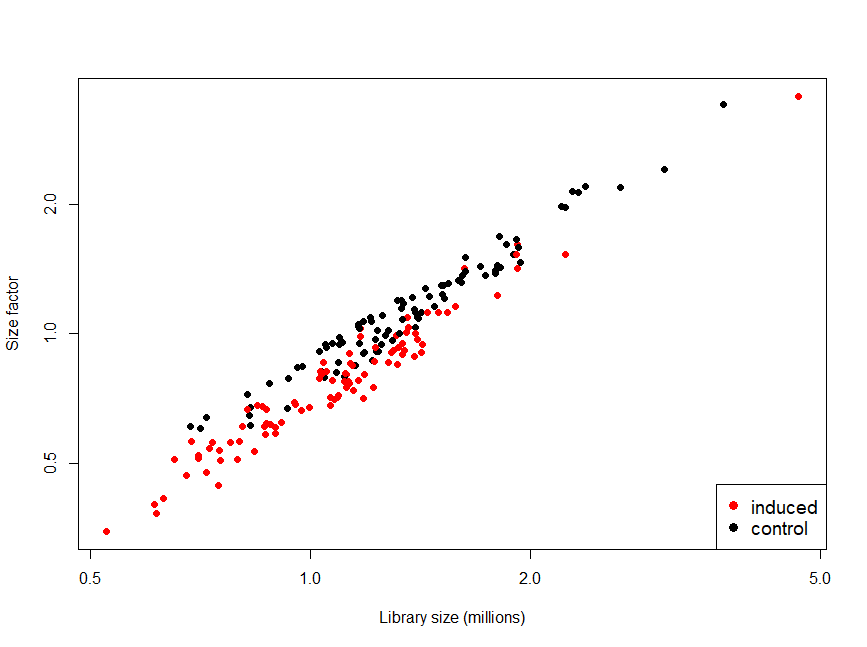 Size factor
2.0
1.0
0.5
induced
control
0.5 1.0 2.0 5.0
Library size (millions)